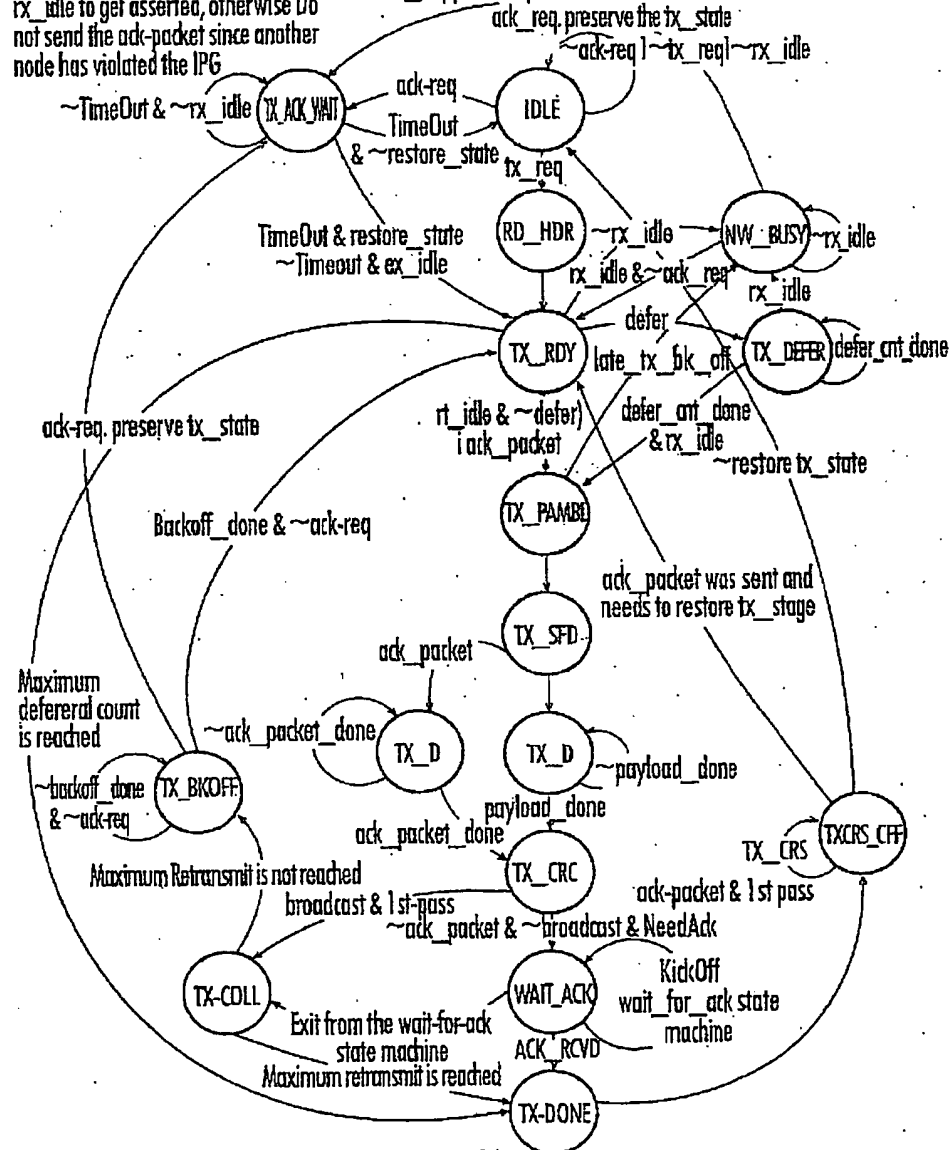 rx_idle to get asserted, otherwise Do
not send the ack-packet since another
node has violated the IPG
ack_req. preserve the tx_state
~ack-req ] ~tx_req] ~rx_idle
~TimeOut & ~rx_idle
TX_ACK_WAIT
ack-req
IDLE
TimeOut
& ~restore_state
tx_req
RD_HDR
~rx_idle
NW_BUSY
~rx_idle
TimeOut & restore_state
~Timeout & ex_idle
rx_idle & ~ack_req
rx_idle
TX_RDY
defer
TX_DEFER
defer_cnt_done
late_tx_bk_off
rt_idle & ~defer)
i ack_packet
defer_cnt_done
& rx_idle
~restore tx_state
ack-req. preserve tx_state
TX_PAMBL
Backoff_done & ~ack-req
ack_packet was sent and
needs to restore tx_stage
TX_SFD
ack_packet
Maximum
defereral count
is reached
~ack_packet_done
TX_D
TX_D
~payload_done
~backoff_done
& ~ack-req
TX_BKOFF
payload_done
ack_packet_done
TX_CRS
TXCRS_CFF
TX_CRC
ack-packet & 1st pass
Maximum Retransmit is not reached
broadcast & 1st-pass
~ack_packet & ~broadcast & NeedAck
TX-COLL
WAIT_ACK
KickOff
wait_for_ack state
machine
Exit from the wait-for-ack
state machine
ACK_RCVD
Maximum retransmit is reached
TX-DONE